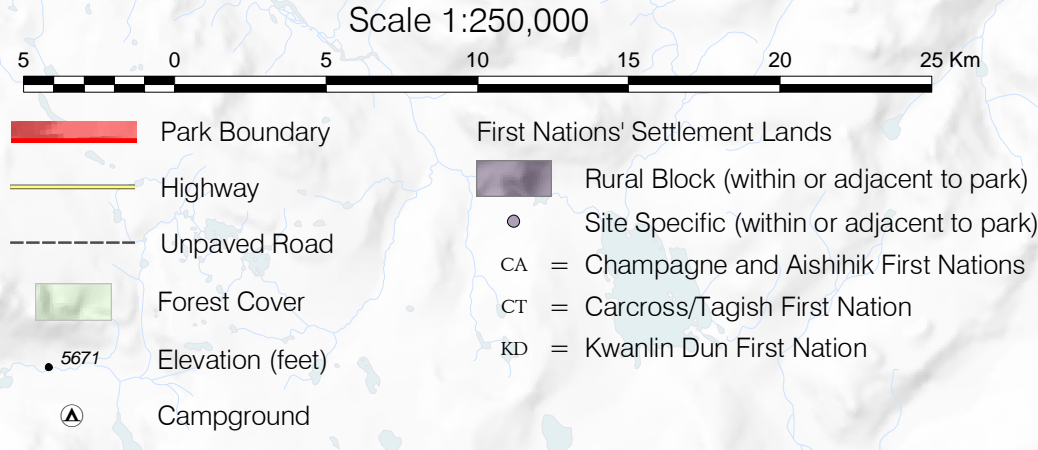 Scale 1:250,000
5 0 5 10 15 20 25 Km
Park Boundary
Highway
Unpaved Road
Forest Cover
5671 Elevation (feet)
Campground
First Nations' Settlement Lands
Rural Block (within or adjacent to park)
Site Specific (within or adjacent to park)
CA = Champagne and Aishihik First Nations
CT = Carcross/Tagish First Nation
KD = Kwanlin Dun First Nation